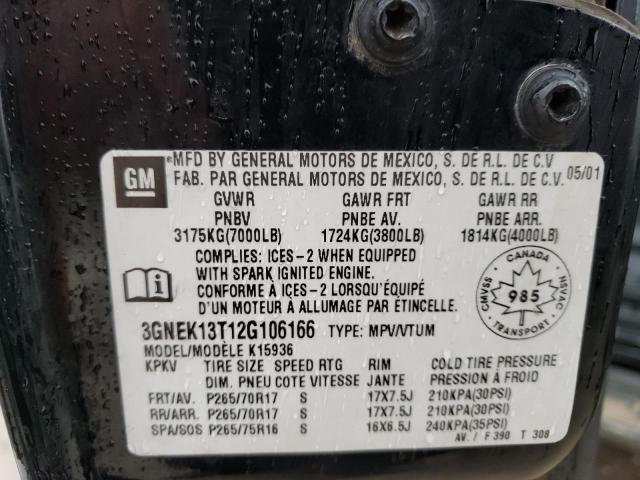 GM
*MFD BY GENERAL MOTORS DE MEXICO, S. DE R.L. DE C.V
FAB. PAR GENERAL MOTORS DE MEXICO, S. DE R.L. DE C.V. 05/01
GVWR GAWR FRT GAWR RR
PNBV PNBE AV. PNBE ARR.
3175KG(7000LB) 1724KG(3800LB) 1814KG(4000LB)
COMPLIES: ICES-2 WHEN EQUIPPED
WITH SPARK IGNITED ENGINE.
CONFORME À ICES-2 LORSQU'ÉQUIPÉ
D'UN MOTEUR À ALLUMAGE PAR ÉTINCELLE.
CANADA
CMVSS 985 NSVAC
TRANSPORT
3GNEK13T12G106166 TYPE: MPV/VTUM
MODEL/MODÈLE K15936
KPKV TIRE SIZE SPEED RTG RIM COLD TIRE PRESSURE
DIM. PNEU COTE VITESSE JANTE PRESSION À FROID
FRT/AV. P265/70R17 S 17X7.5J 210KPA(30PSI)
RR/ARR. P265/70R17 S 17X7.5J 210KPA(30PSI)
SPA/SOS P265/75R16 S 16X6.5J 240KPA(35PSI)
AV. / F 390 T 308